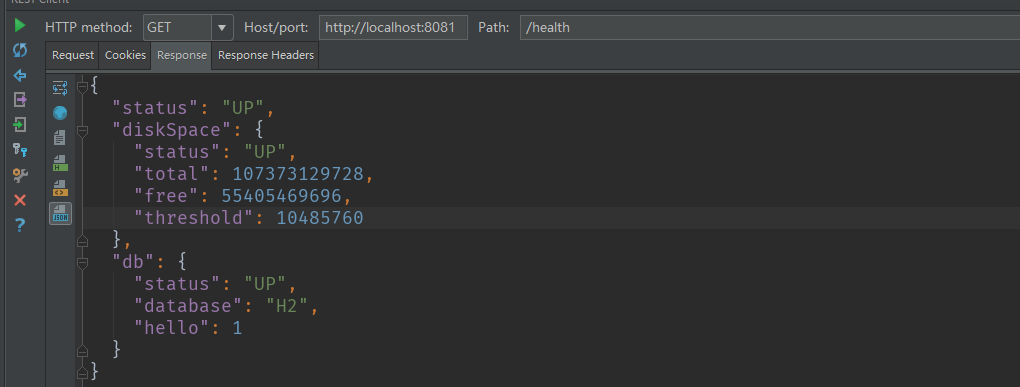 REST Client
HTTP method: GET Host/port: http://localhost:8081 Path: /health
Request Cookies Response Response Headers
{
"status": "UP",
"diskSpace": {
"status": "UP",
"total": 107373129728,
"free": 55405469696,
"threshold": 10485760
},
"db": {
"status": "UP",
"database": "H2",
"hello": 1
}
}